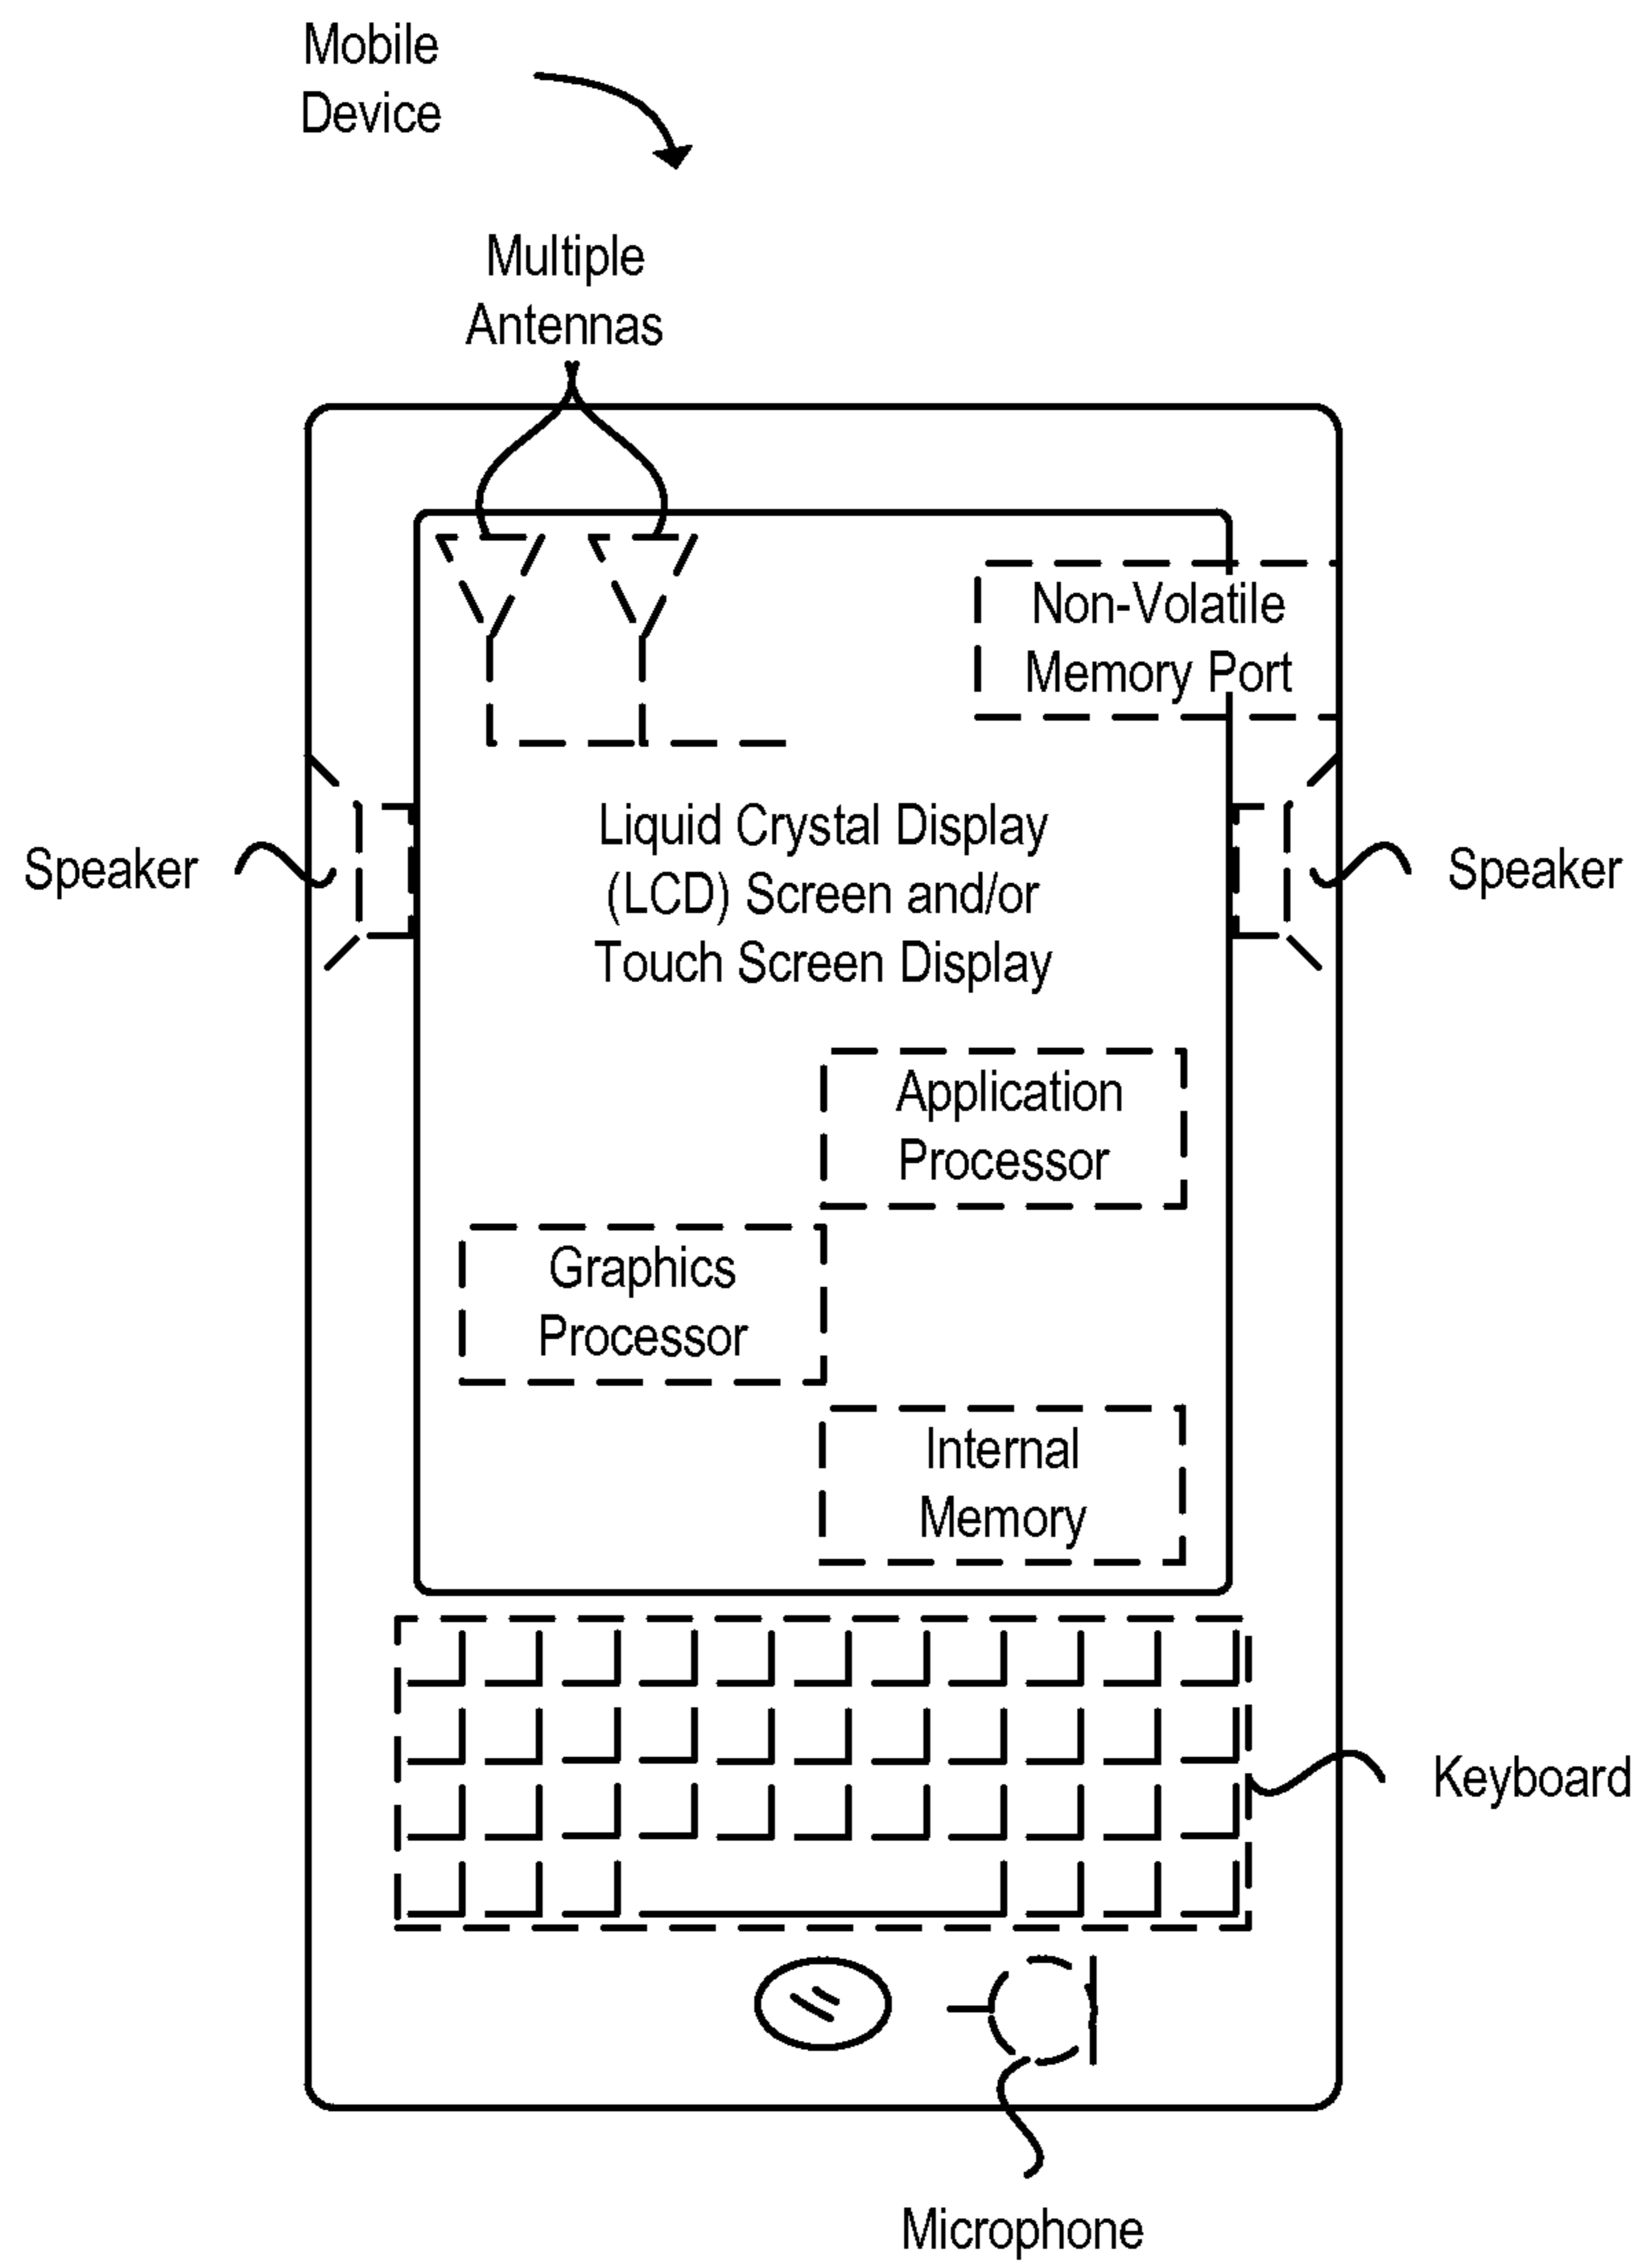 Mobile
Device
Multiple
Antennas
Non-Volatile
Memory Port
Speaker
Liquid Crystal Display
(LCD) Screen and/or
Touch Screen Display
Speaker
Application
Processor
Graphics
Processor
Internal
Memory
Keyboard
Microphone